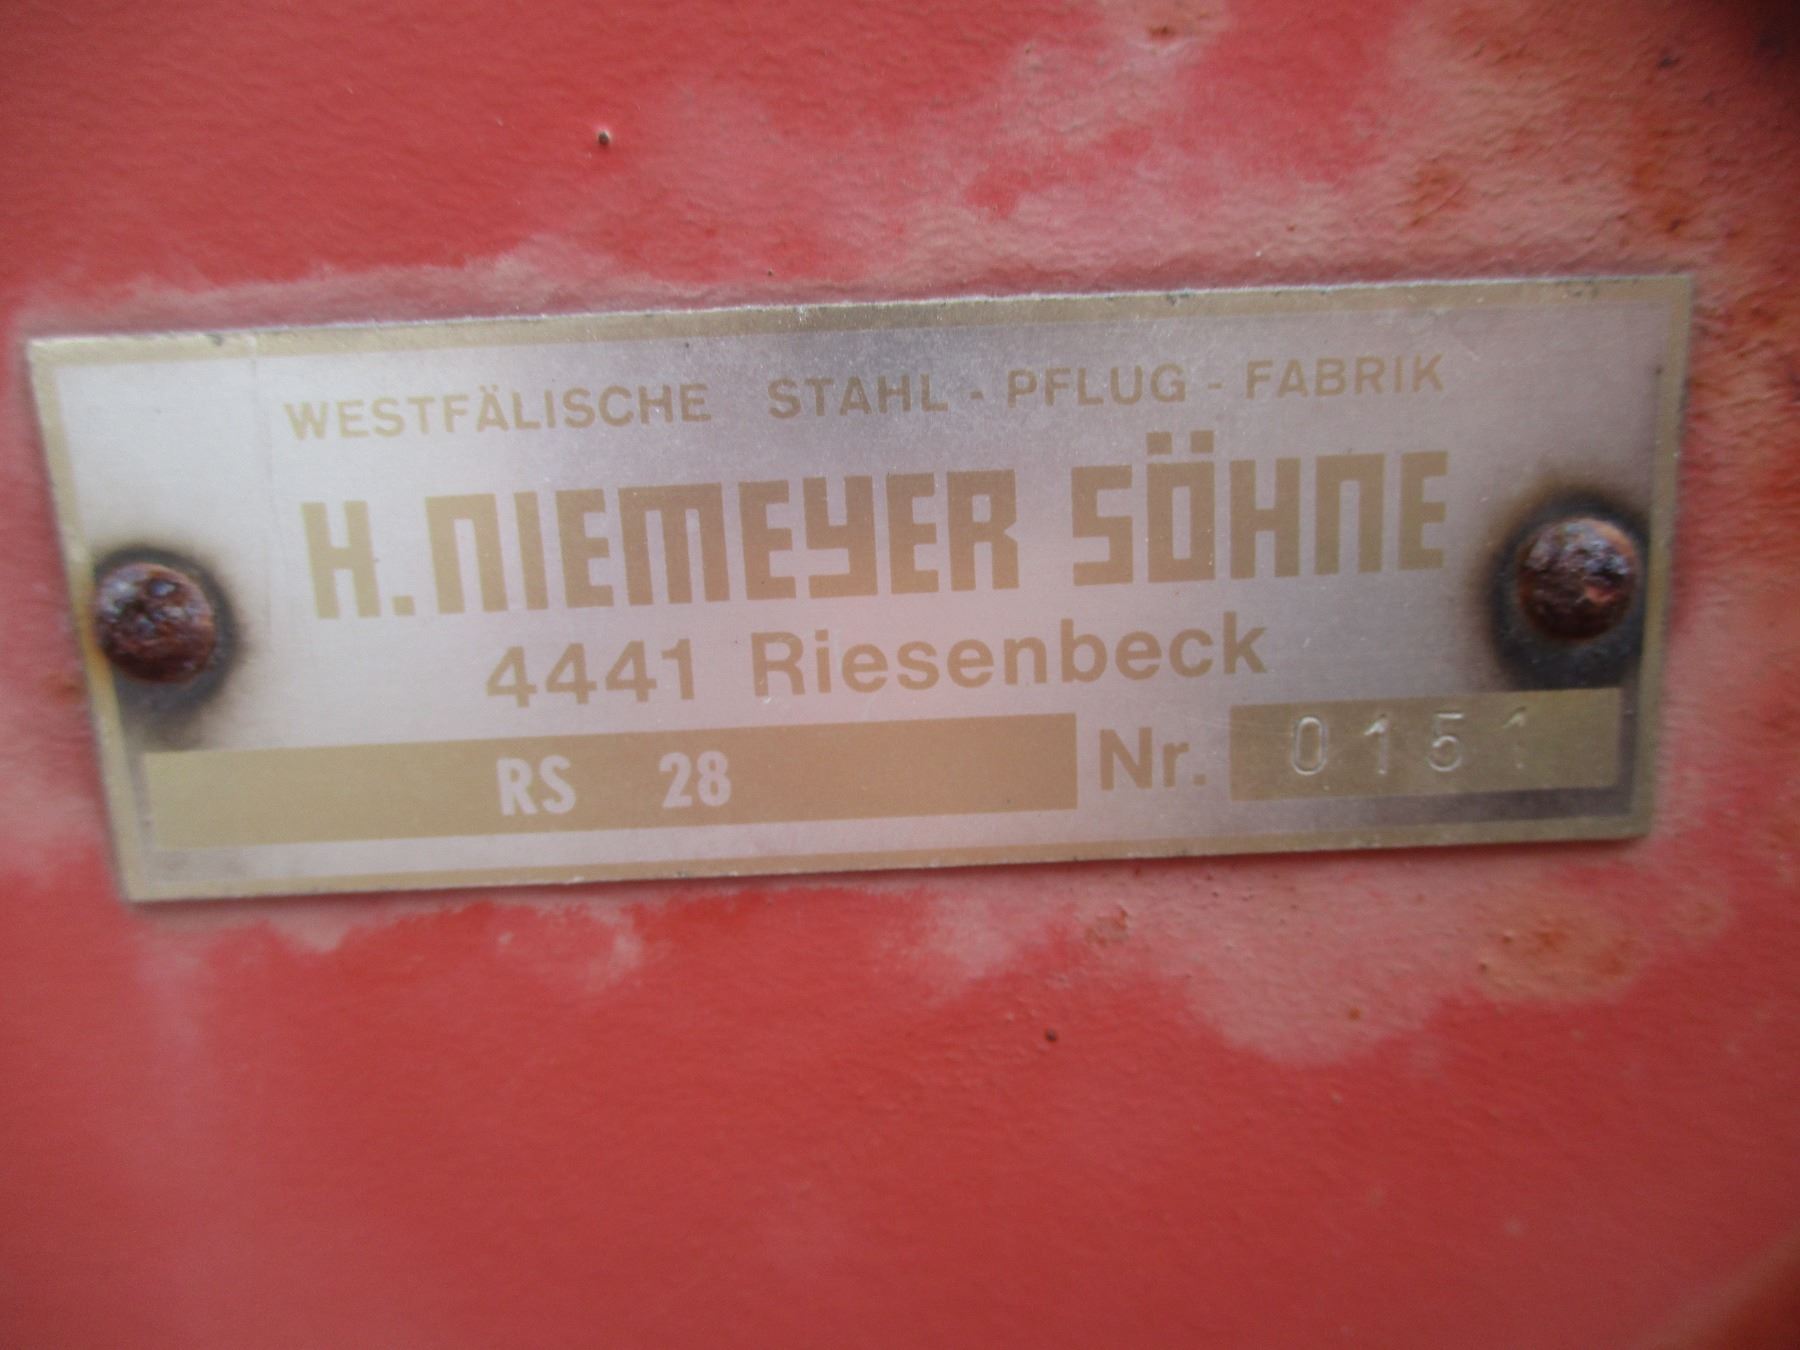 WESTFÄLISCHE STAHL - PFLUG - FABRIK
H. NIEMEYER SÖHNE
4441 Riesenbeck
RS 28 Nr. 0151